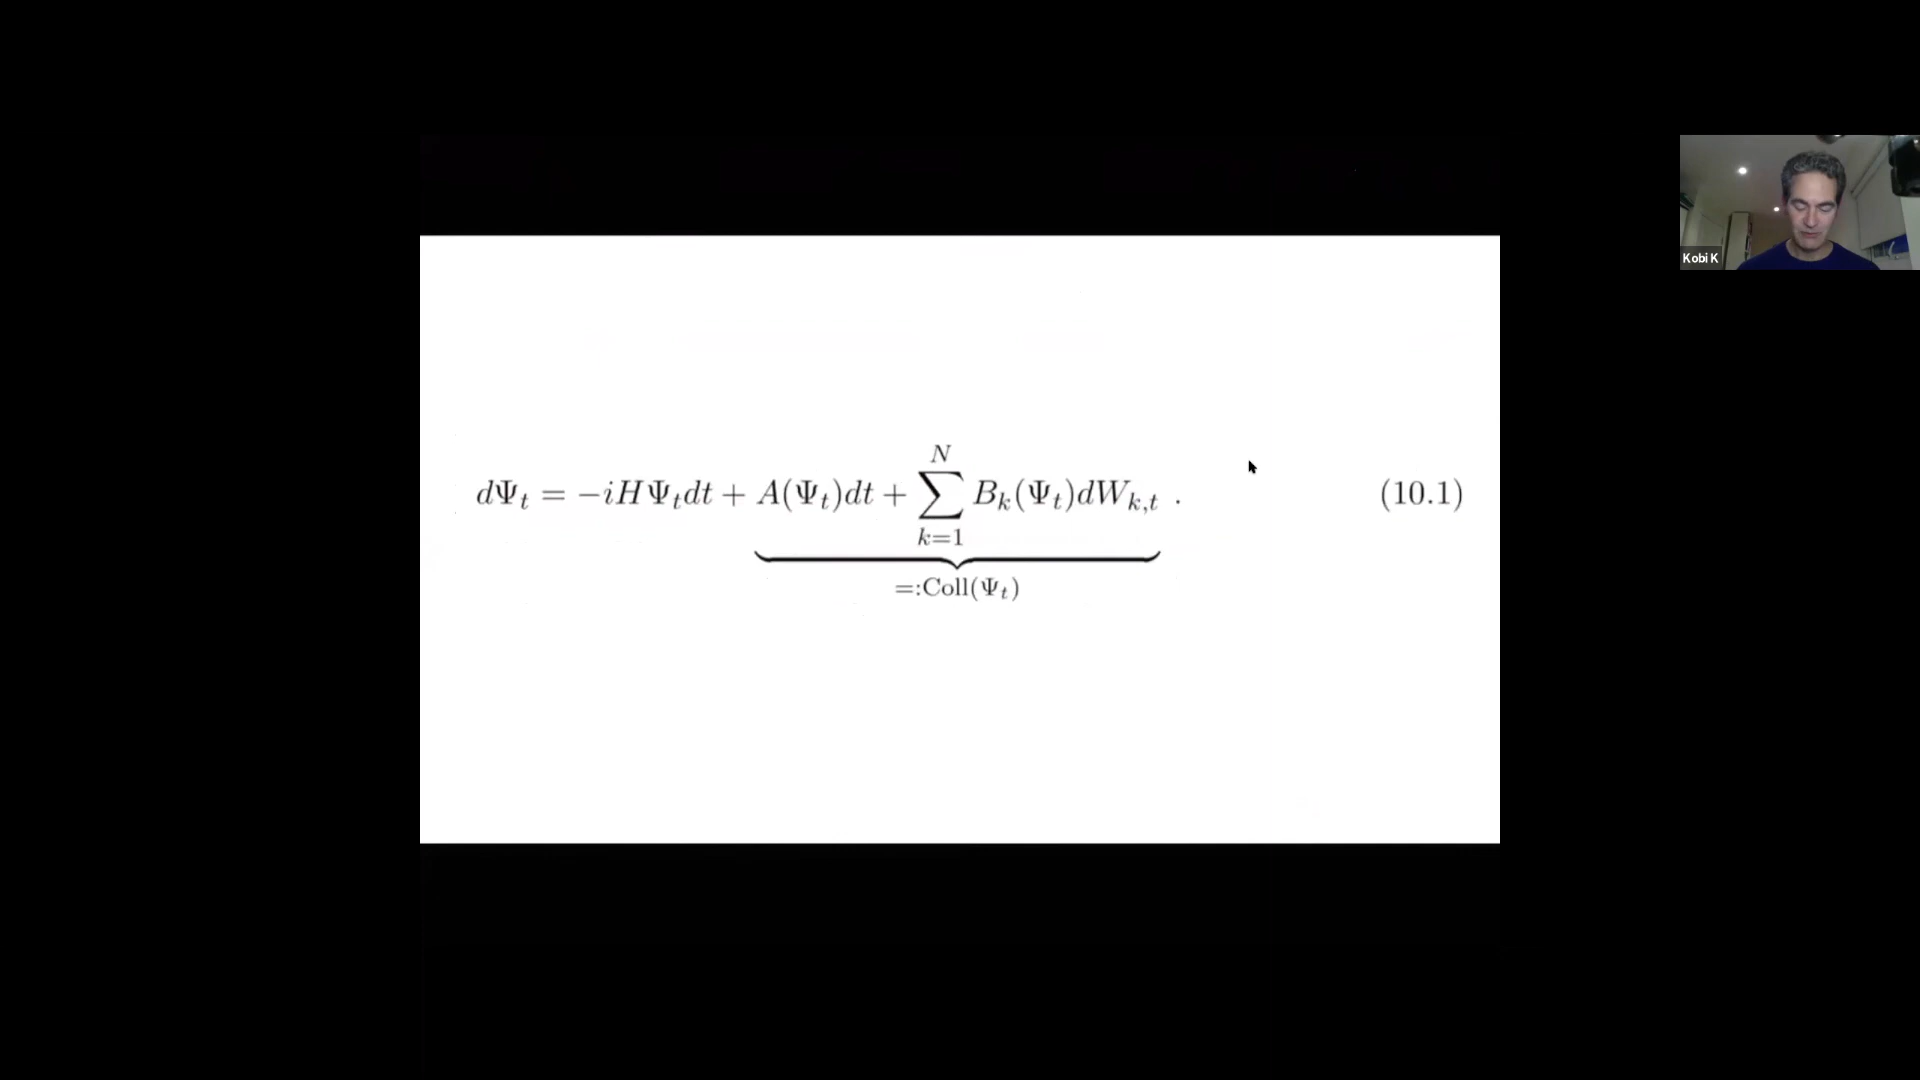 dΨ_t = −iHΨ_t dt + A(Ψ_t)dt + ∑_{k=1}^{N} B_k(Ψ_t)dW_{k,t} . (10.1)
=:Coll(Ψ_t)
Kobi K